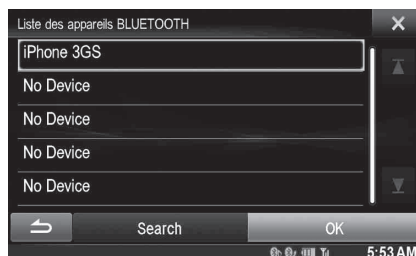 Liste des appareils BLUETOOTH
iPhone 3GS
No Device
No Device
No Device
No Device
Search
OK
5:53 AM